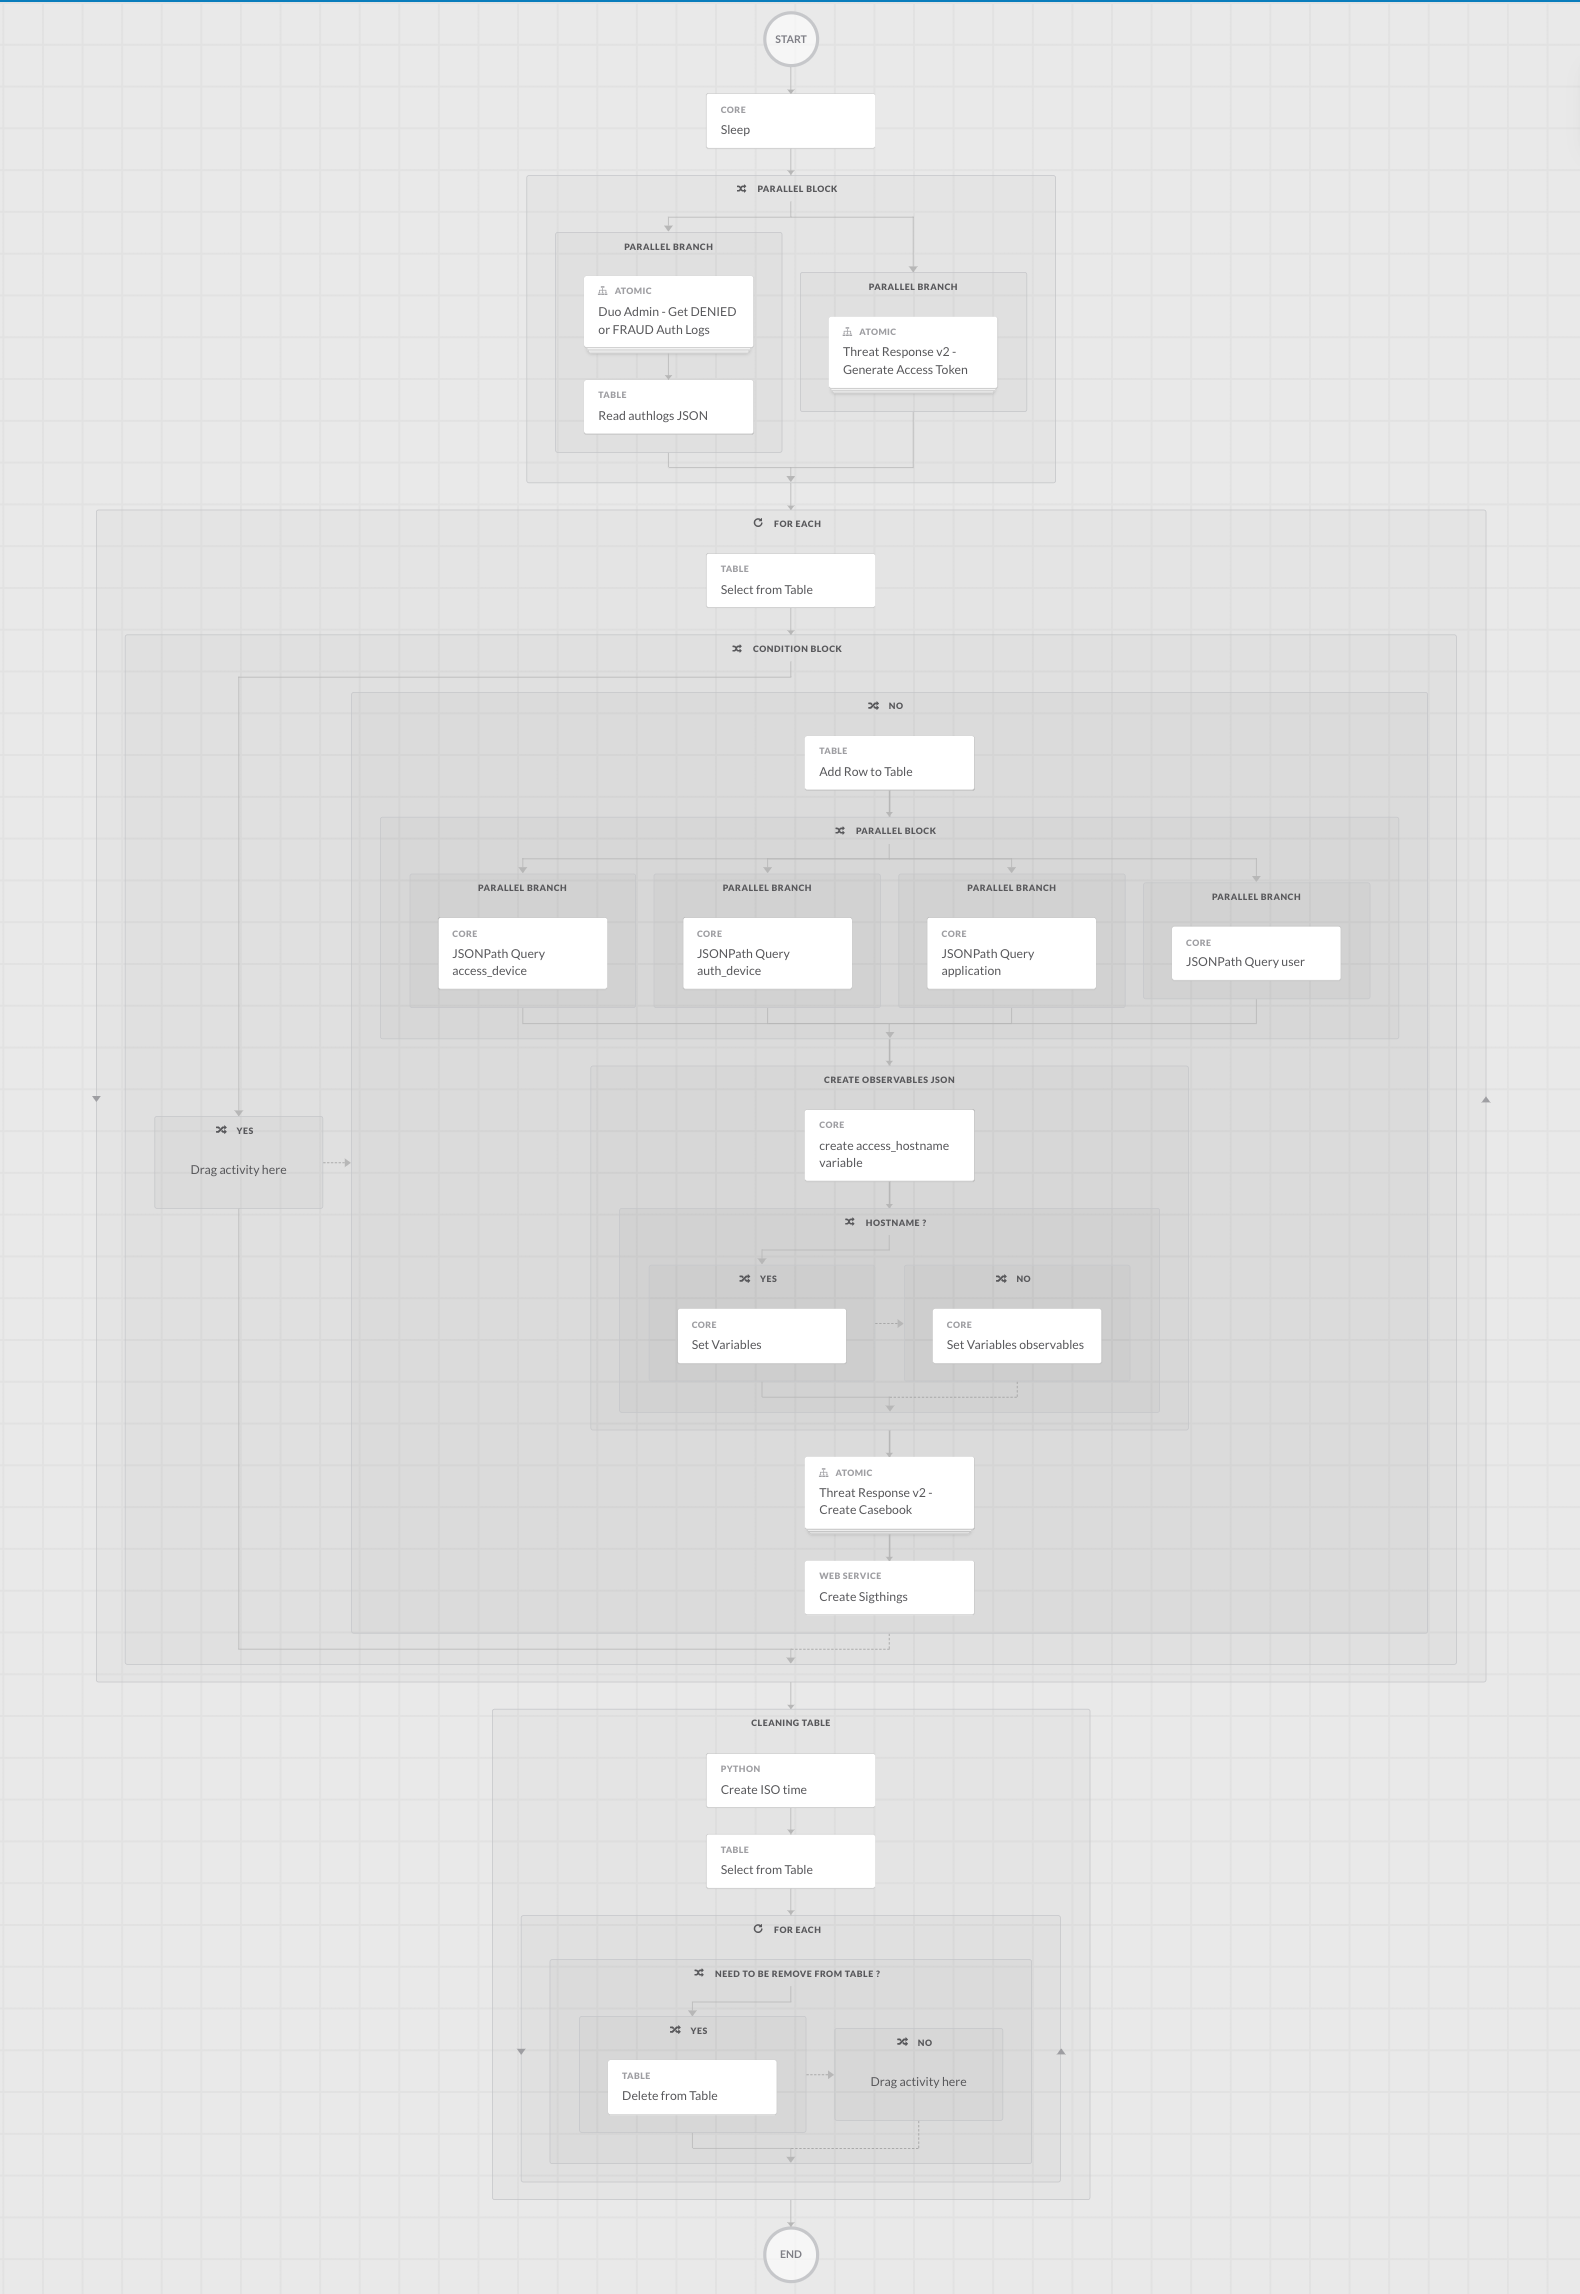 START
CORE
Sleep
PARALLEL BLOCK
PARALLEL BRANCH
ATOMIC
Duo Admin - Get DENIED
or FRAUD Auth Logs
TABLE
Read authlogs JSON
PARALLEL BRANCH
ATOMIC
Threat Response v2 -
Generate Access Token
FOR EACH
TABLE
Select from Table
CONDITION BLOCK
YES
Drag activity here
NO
TABLE
Add Row to Table
PARALLEL BLOCK
PARALLEL BRANCH
CORE
JSONPath Query
access_device
PARALLEL BRANCH
CORE
JSONPath Query
auth_device
PARALLEL BRANCH
CORE
JSONPath Query
application
PARALLEL BRANCH
CORE
JSONPath Query user
CREATE OBSERVABLES JSON
CORE
create access_hostname
variable
HOSTNAME ?
YES
CORE
Set Variables
NO
CORE
Set Variables observables
ATOMIC
Threat Response v2 -
Create Casebook
WEB SERVICE
Create Sigthings
CLEANING TABLE
PYTHON
Create ISO time
TABLE
Select from Table
FOR EACH
NEED TO BE REMOVE FROM TABLE ?
YES
TABLE
Delete from Table
NO
Drag activity here
END